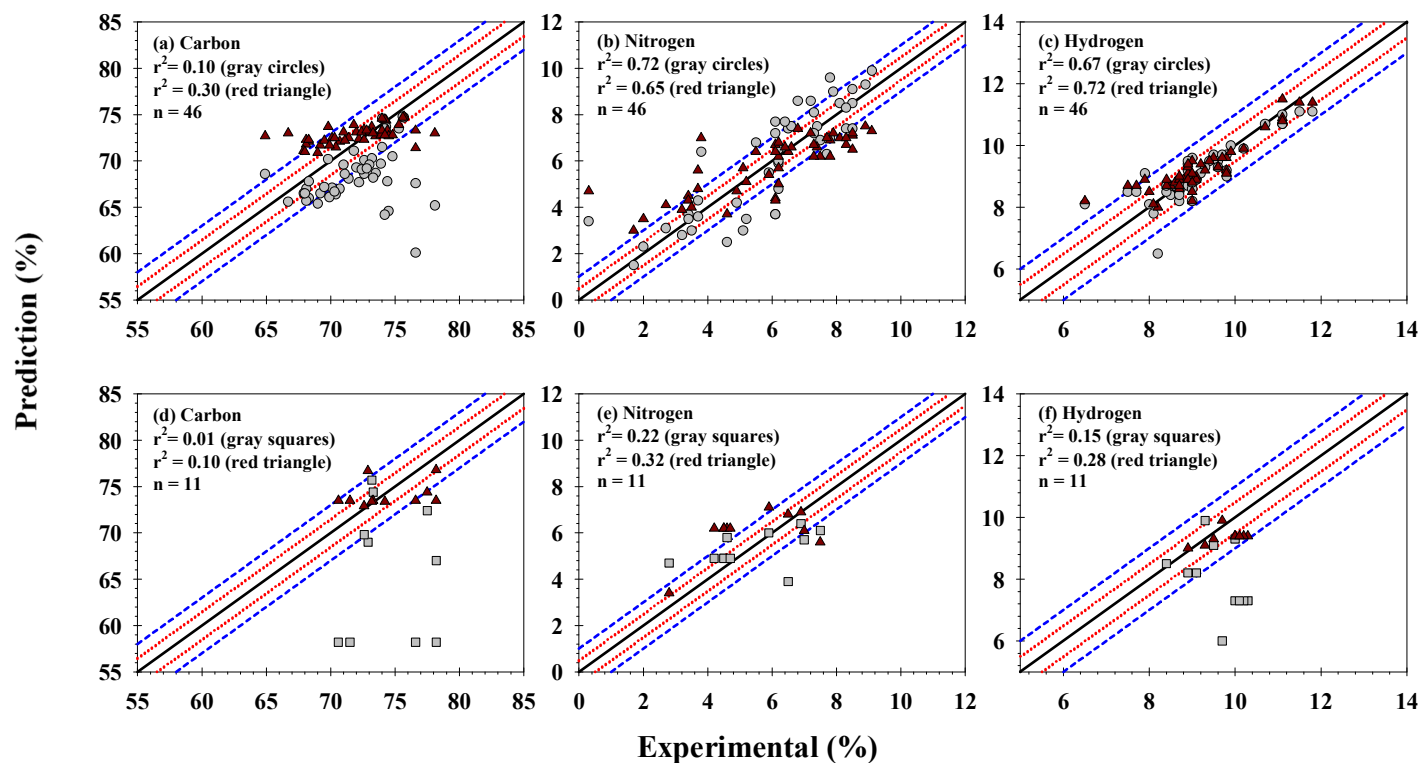 Prediction (%)
(a) Carbon
r²= 0.10 (gray circles)
r² = 0.30 (red triangle)
n = 46
85
80
75
70
65
60
55
55 60 65 70 75 80 85
(b) Nitrogen
r²= 0.72 (gray circles)
r² = 0.65 (red triangle)
n = 46
12
10
8
6
4
2
0
0 2 4 6 8 10 12
(c) Hydrogen
r²= 0.67 (gray circles)
r² = 0.72 (red triangle)
n = 46
14
12
10
8
6
6 8 10 12 14
(d) Carbon
r²= 0.01 (gray squares)
r² = 0.10 (red triangle)
n = 11
85
80
75
70
65
60
55
55 60 65 70 75 80 85
(e) Nitrogen
r²= 0.22 (gray squares)
r² = 0.32 (red triangle)
n = 11
12
10
8
6
4
2
0
0 2 4 6 8 10 12
(f) Hydrogen
r²= 0.15 (gray squares)
r² = 0.28 (red triangle)
n = 11
14
12
10
8
6
6 8 10 12 14
Experimental (%)